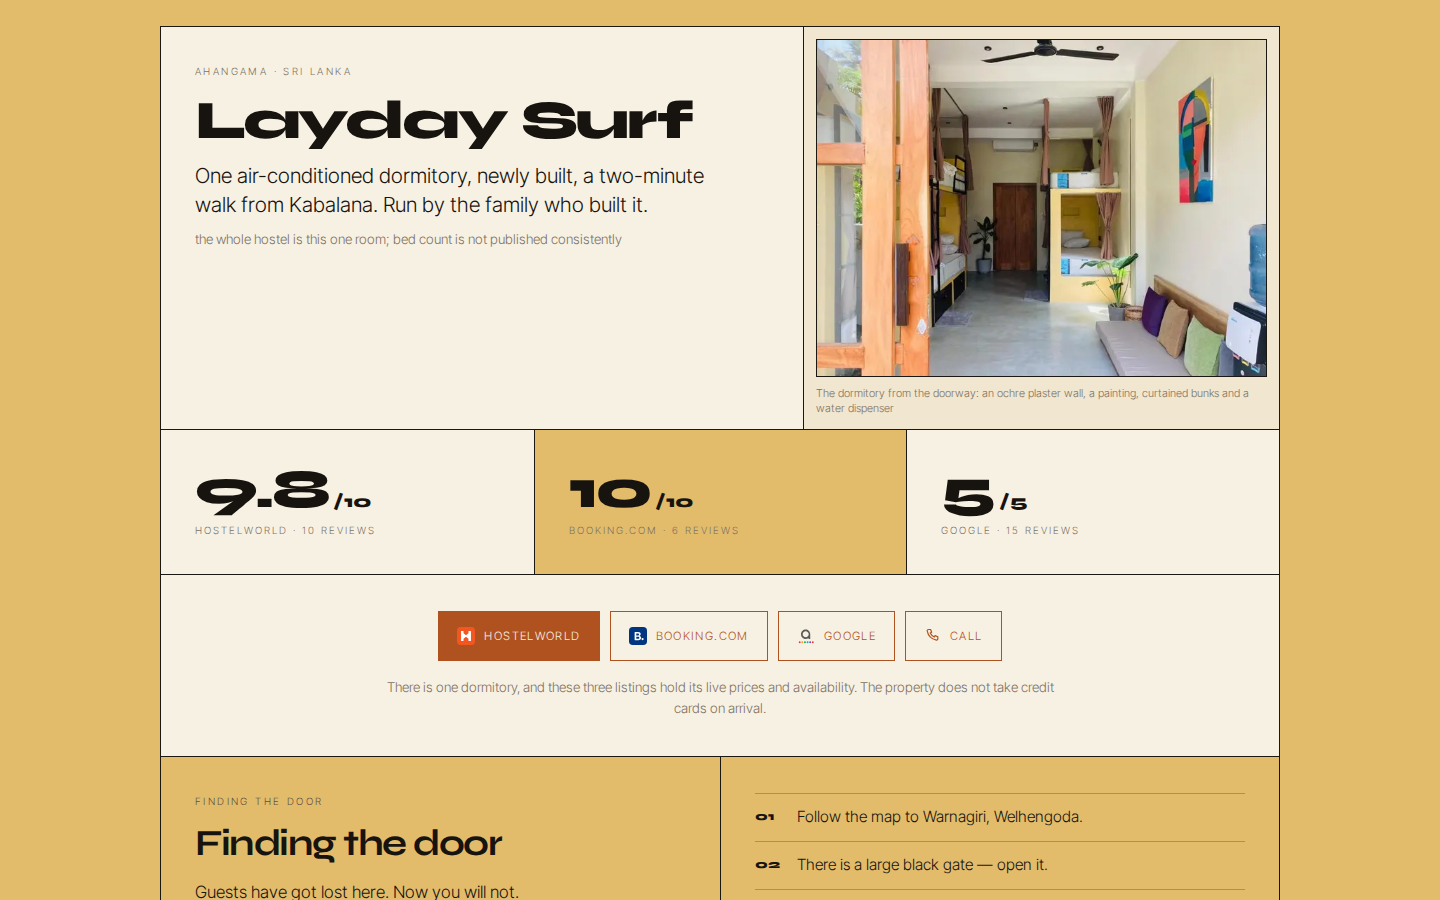 AHANGAMA · SRI LANKA
Layday Surf
One air-conditioned dormitory, newly built, a two-minute
walk from Kabalana. Run by the family who built it.
the whole hostel is this one room; bed count is not published consistently
The dormitory from the doorway: an ochre plaster wall, a painting, curtained bunks and a
water dispenser
9.8/10
HOSTELWORLD · 10 REVIEWS
10/10
BOOKING.COM · 6 REVIEWS
5/5
GOOGLE · 15 REVIEWS
H HOSTELWORLD
B. BOOKING.COM
GOOGLE
CALL
There is one dormitory, and these three listings hold its live prices and availability. The property does not take credit
cards on arrival.
FINDING THE DOOR
Finding the door
Guests have got lost here. Now you will not.
01 Follow the map to Warnagiri, Welhengoda.
02 There is a large black gate — open it.